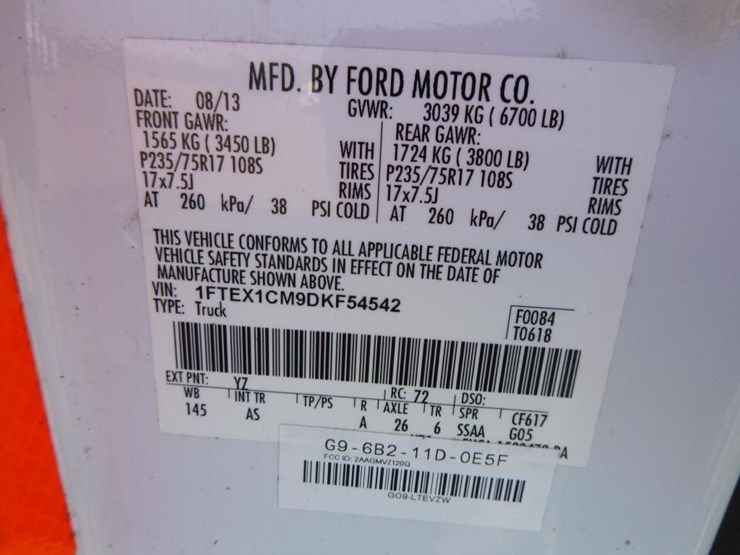 MFD. BY FORD MOTOR CO.
DATE: 08/13 GVWR: 3039 KG ( 6700 LB)
FRONT GAWR: REAR GAWR:
1565 KG ( 3450 LB) WITH 1724 KG ( 3800 LB) WITH
P235/75R17 108S TIRES P235/75R17 108S TIRES
17x7.5J RIMS 17x7.5J RIMS
AT 260 kPa/ 38 PSI COLD AT 260 kPa/ 38 PSI COLD
THIS VEHICLE CONFORMS TO ALL APPLICABLE FEDERAL MOTOR
VEHICLE SAFETY STANDARDS IN EFFECT ON THE DATE OF
MANUFACTURE SHOWN ABOVE.
VIN: 1FTEX1CM9DKF54542 F0084
TYPE: Truck T0618
EXT PNT: YZ RC: 72 DSO:
WB INT TR TP/PS R AXLE TR SPR CF617
145 AS A 26 6 SSAA G05
G9-6B2-11D-0E5F
FCC ID: 2AAGMVZ120G
GO9-LTEVZW